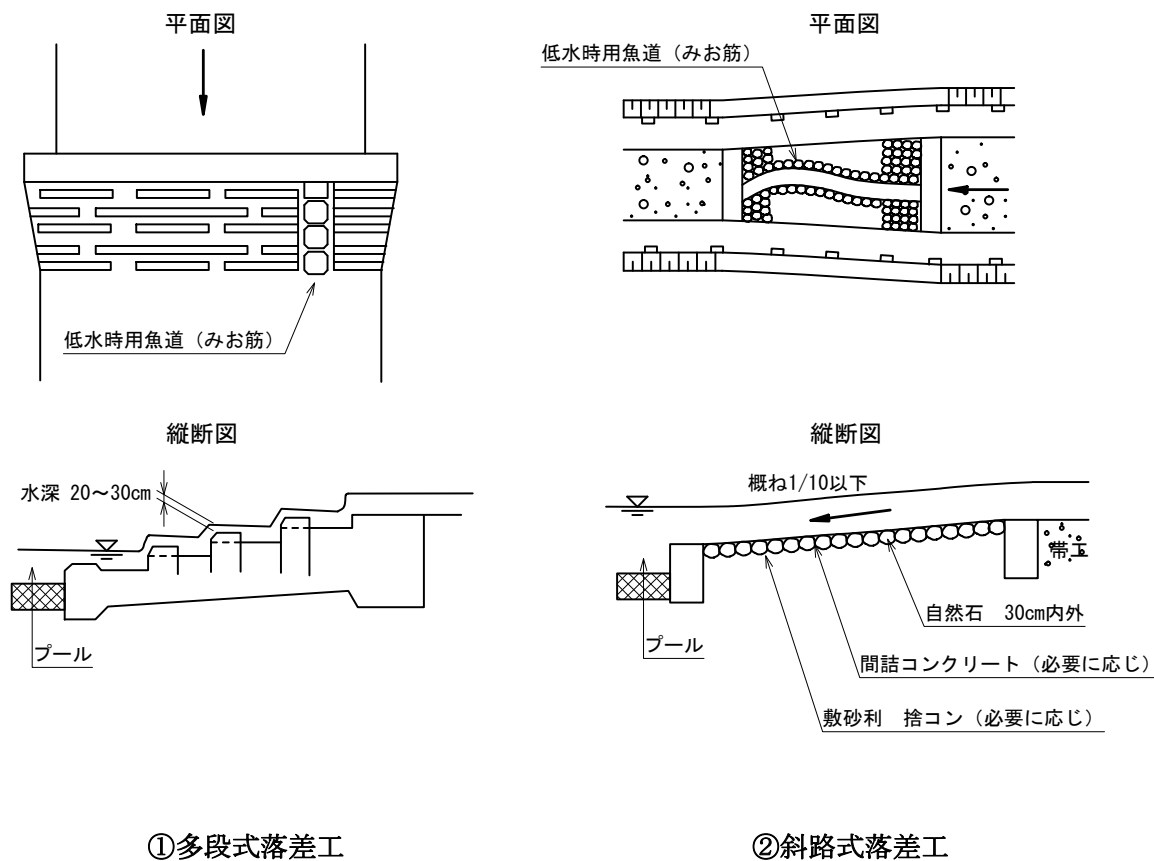 平面図
低水時用魚道（みお筋）
縦断図
水深 20～30cm
プール
①多段式落差工
平面図
低水時用魚道（みお筋）
縦断図
概ね1/10以下
帯工
自然石　30cm内外
プール
間詰コンクリート（必要に応じ）
敷砂利　捨コン（必要に応じ）
②斜路式落差工